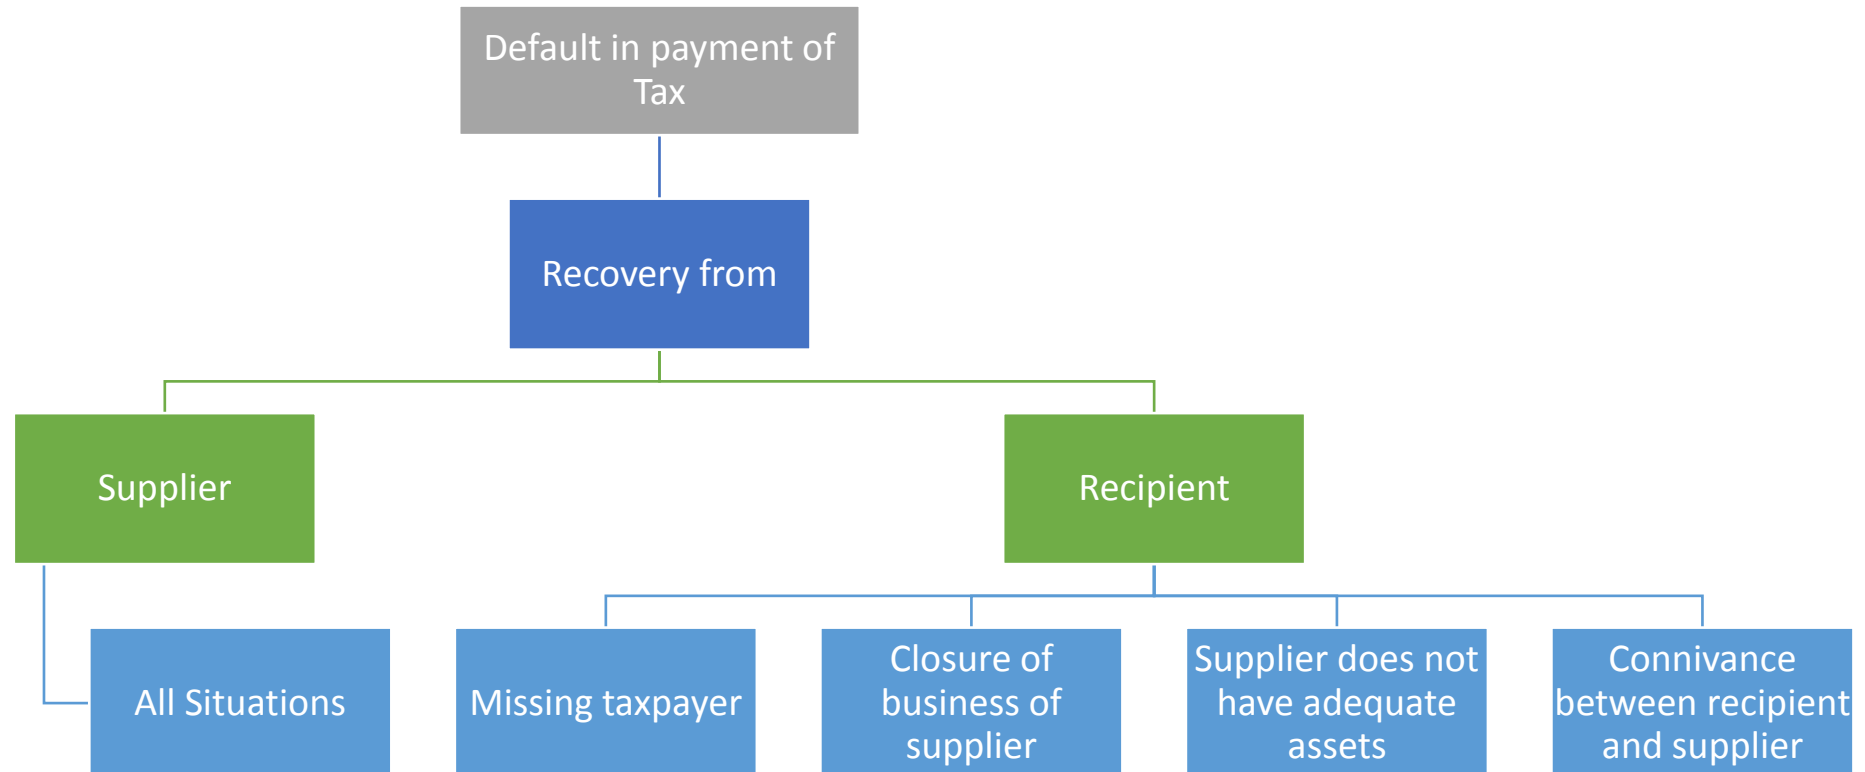 Default in payment of
Tax
Recovery from
Supplier
Recipient
All Situations
Missing taxpayer
Closure of
business of
supplier
Supplier does not
have adequate
assets
Connivance
between recipient
and supplier